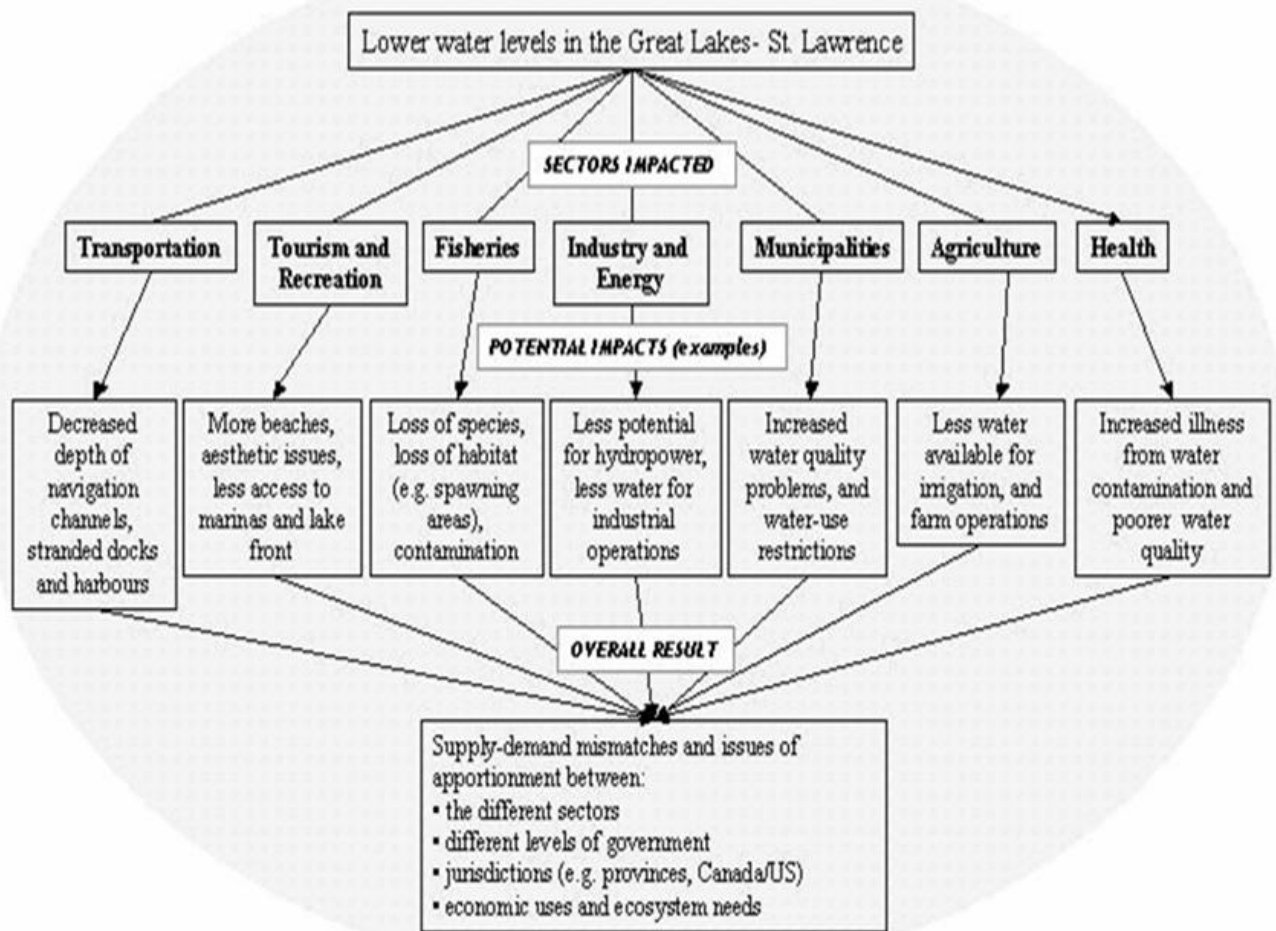 Lower water levels in the Great Lakes- St. Lawrence
SECTORS IMPACTED
Transportation
Tourism and
Recreation
Fisheries
Industry and
Energy
Municipalities
Agriculture
Health
POTENTIAL IMPACTS (examples)
Decreased
depth of
navigation
channels,
stranded docks
and harbours
More beaches,
aesthetic issues,
less access to
marinas and lake
front
Loss of species,
loss of habitat
(e.g. spawning
areas),
contamination
Less potential
for hydropower,
less water for
industrial
operations
Increased
water quality
problems, and
water-use
restrictions
Less water
available for
irrigation, and
farm operations
Increased illness
from water
contamination and
poorer water
quality
OVERALL RESULT
Supply-demand mismatches and issues of
apportionment between:
▪ the different sectors
▪ different levels of government
▪ jurisdictions (e.g. provinces, Canada/US)
▪ economic uses and ecosystem needs